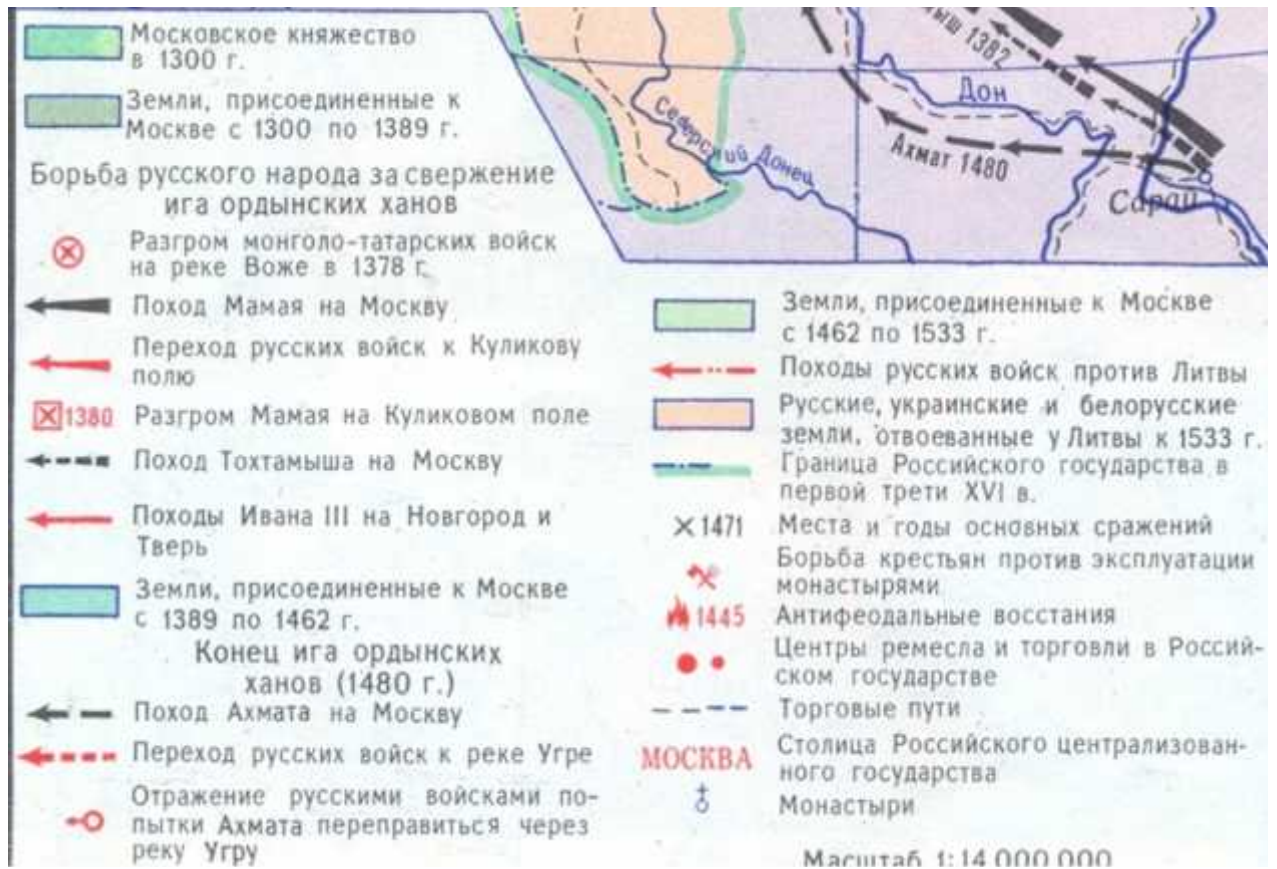 Московское княжество
в 1300 г.
Земли, присоединенные к
Москве с 1300 по 1389 г.
Борьба русского народа за свержение
ига ордынских ханов
Разгром монголо-татарских войск
на реке Воже в 1378 г.
Поход Мамая на Москву
Переход русских войск к Куликову
полю
1380 Разгром Мамая на Куликовом поле
Поход Тохтамыша на Москву
Походы Ивана III на Новгород и
Тверь
Земли, присоединенные к Москве
с 1389 по 1462 г.
Конец ига ордынских
ханов (1480 г.)
Поход Ахмата на Москву
Переход русских войск к реке Угре
Отражение русскими войсками по-
пытки Ахмата переправиться через
реку Угру
1382
Дон
Северский Донец
Ахмат 1480
Сарай
Земли, присоединенные к Москве
с 1462 по 1533 г.
Походы русских войск против Литвы
Русские, украинские и белорусские
земли, отвоеванные у Литвы к 1533 г.
Граница Российского государства в
первой трети XVI в.
1471 Места и годы основных сражений
Борьба крестьян против эксплуатации
монастырями
1445 Антифеодальные восстания
Центры ремесла и торговли в Россий-
ском государстве
Торговые пути
МОСКВА Столица Российского централизован-
ного государства
Монастыри
Масштаб 1:14 000 000